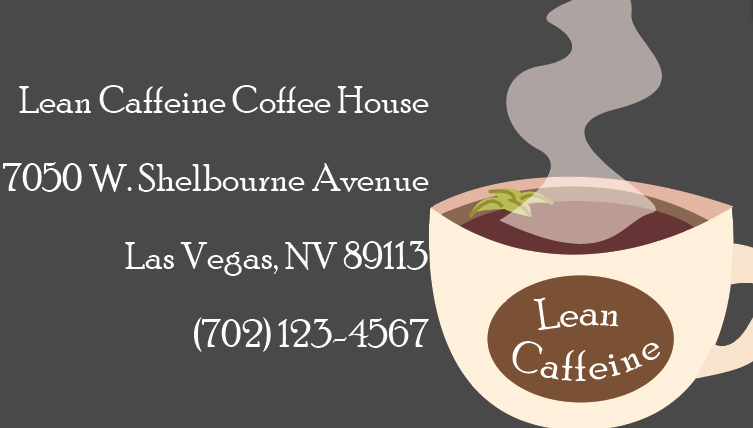 Lean Caffeine Coffee House
7050 W. Shelbourne Avenue
Las Vegas, NV 89113
(702) 123-4567
Lean
Caffeine